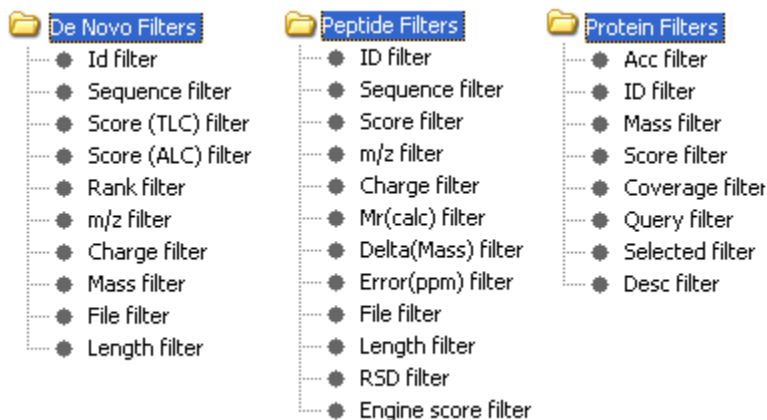 De Novo Filters
Id filter
Sequence filter
Score (TLC) filter
Score (ALC) filter
Rank filter
m/z filter
Charge filter
Mass filter
File filter
Length filter
Peptide Filters
ID filter
Sequence filter
Score filter
m/z filter
Charge filter
Mr(calc) filter
Delta(Mass) filter
Error(ppm) filter
File filter
Length filter
RSD filter
Engine score filter
Protein Filters
Acc filter
ID filter
Mass filter
Score filter
Coverage filter
Query filter
Selected filter
Desc filter